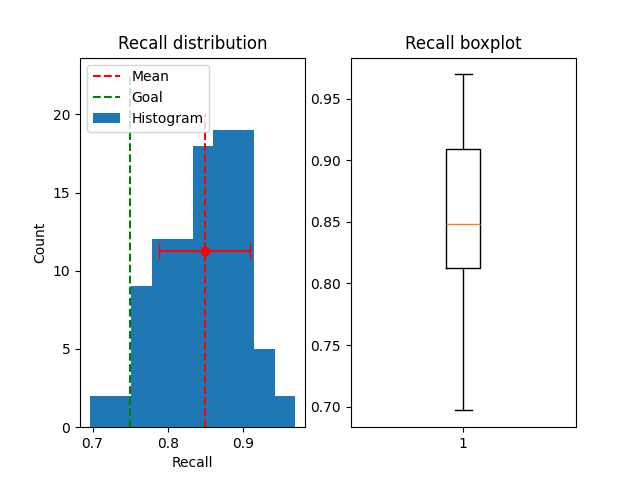 Recall distribution
Mean
Goal
Histogram
Count
20
15
10
5
0
0.7 0.8 0.9
Recall
Recall boxplot
0.95
0.90
0.85
0.80
0.75
0.70
1